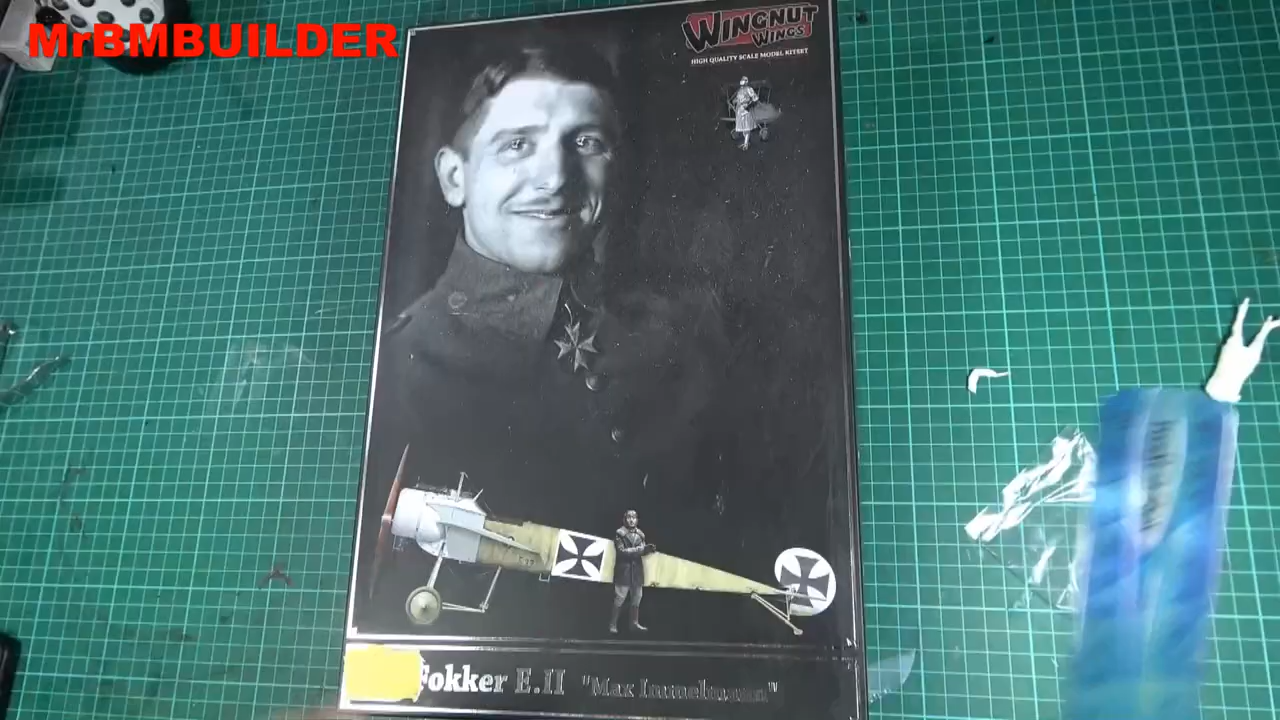 MrBMBUILDER
WINGNUT
WINGS
HIGH QUALITY SCALE MODEL KITSET
Fokker E.II "Max Immelmann"